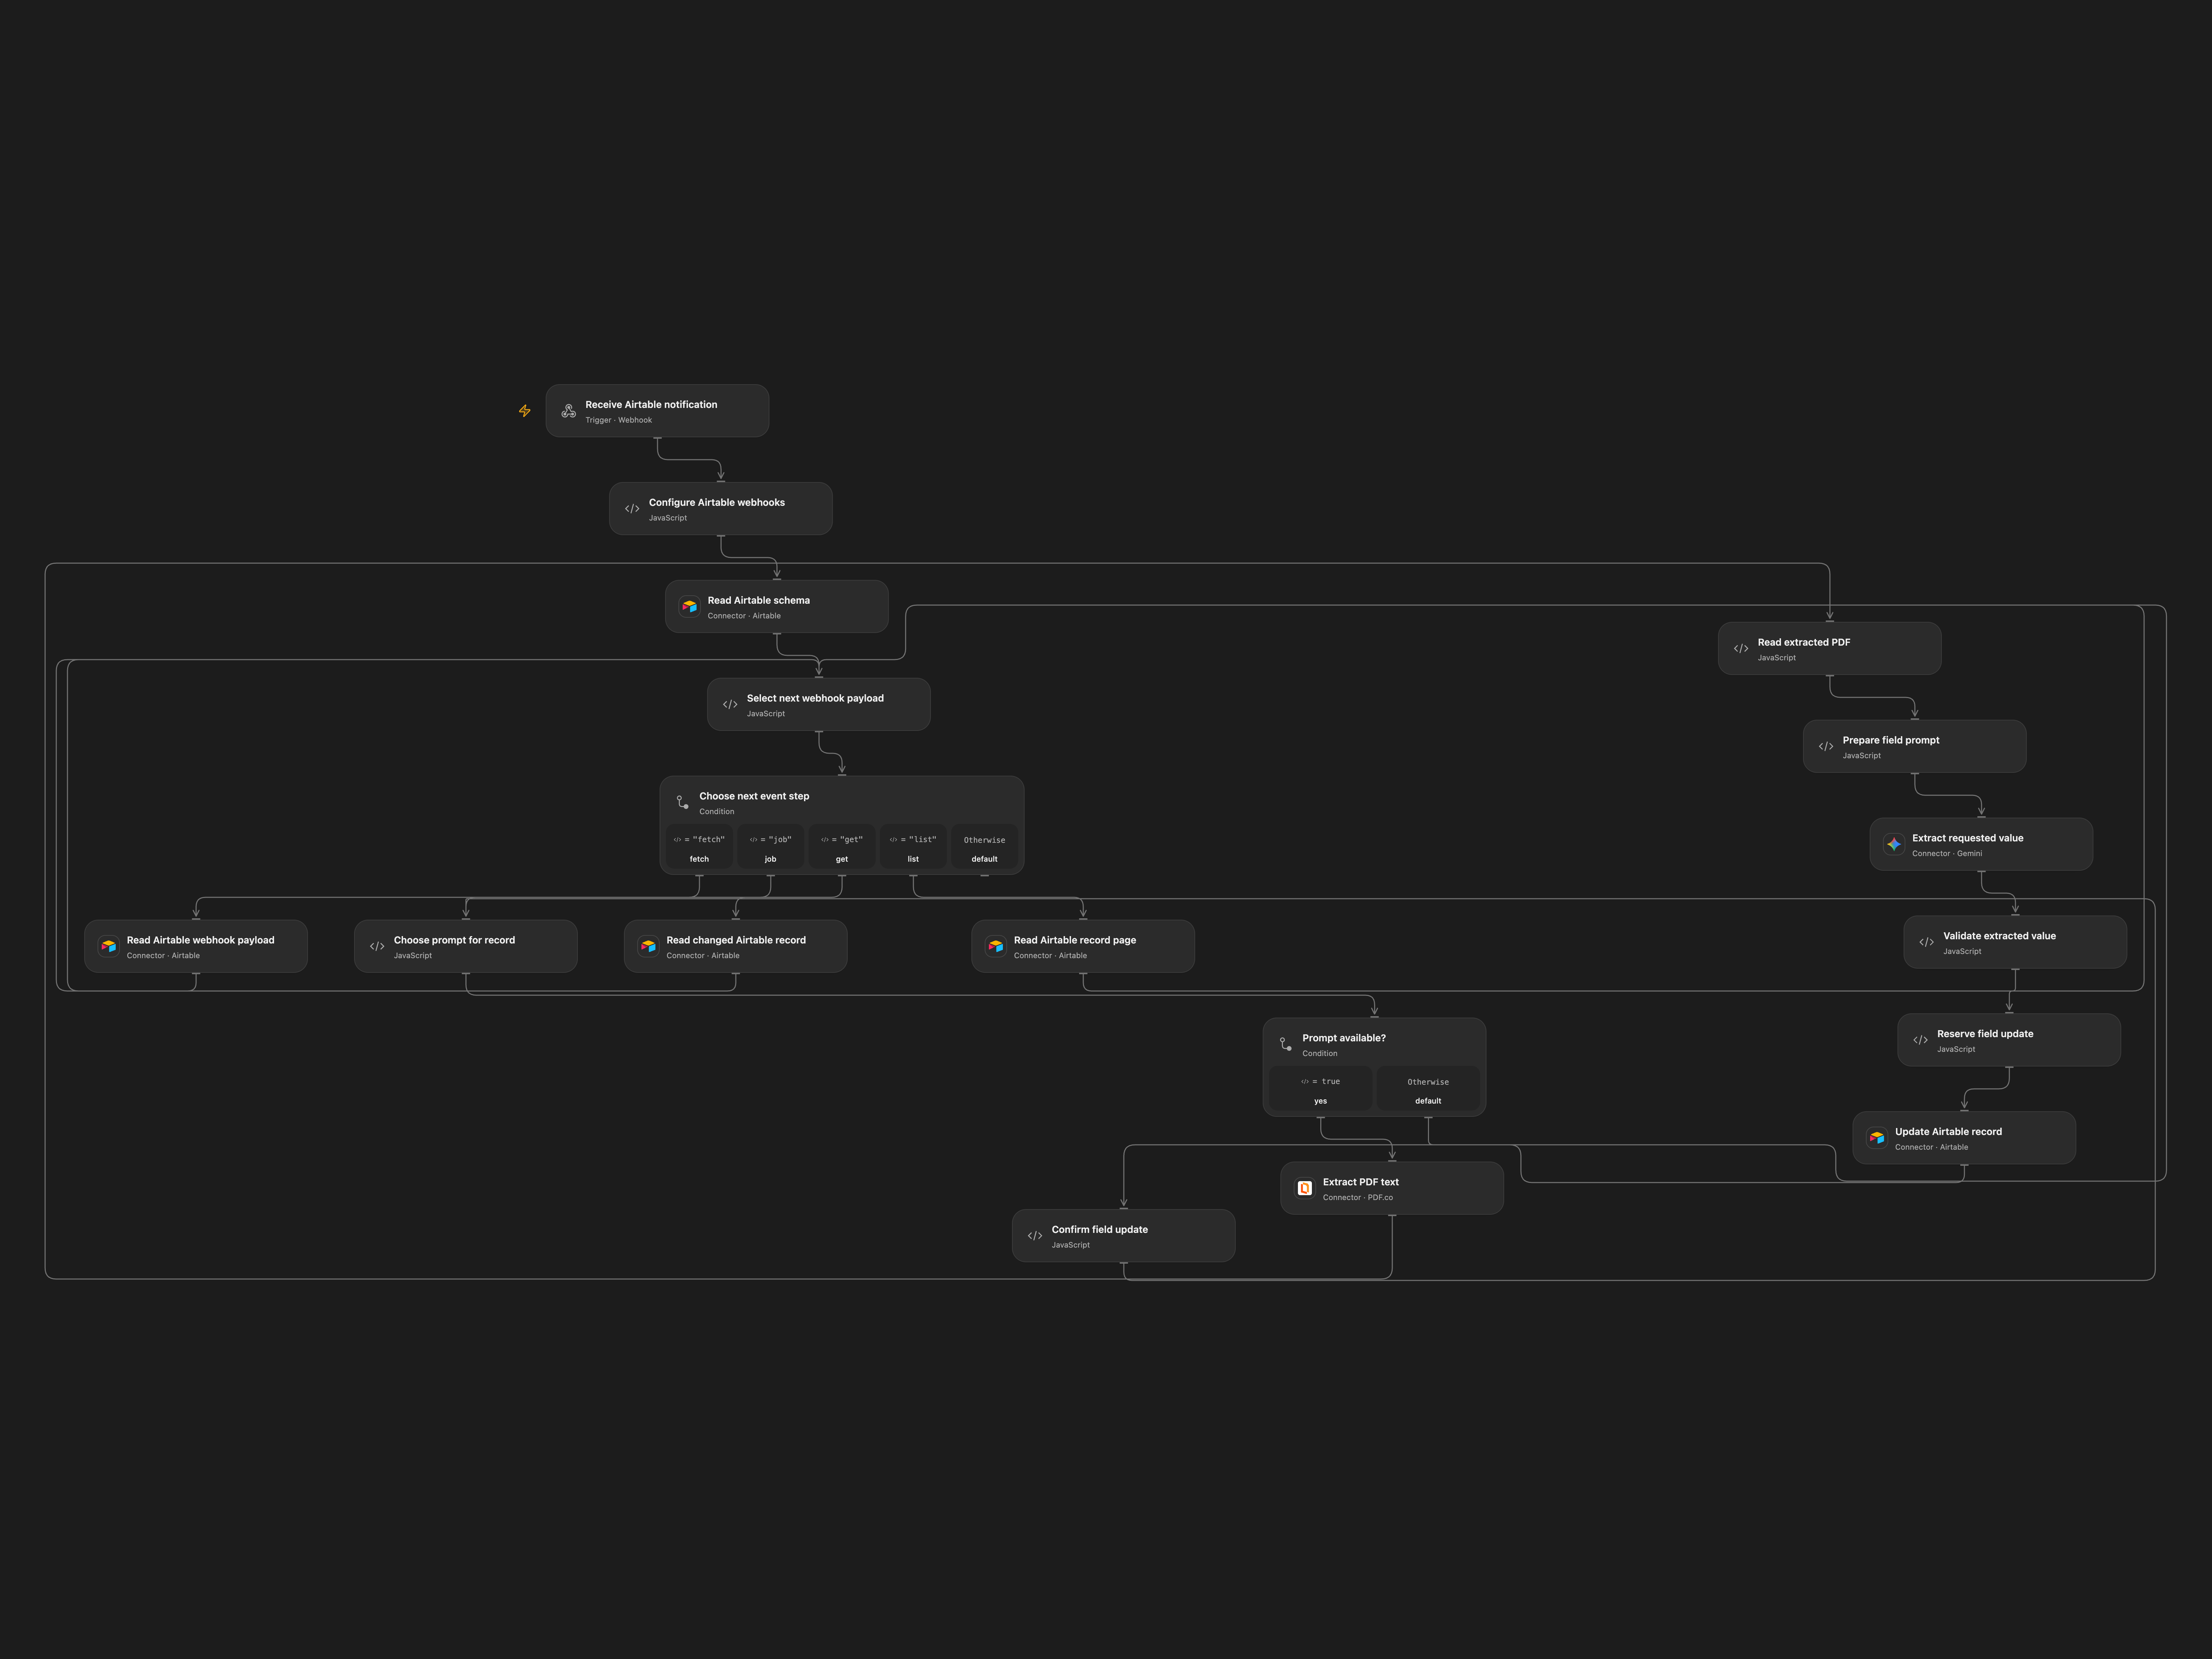 Receive Airtable notification
Trigger · Webhook
Configure Airtable webhooks
JavaScript
Read Airtable schema
Connector · Airtable
Read extracted PDF
JavaScript
Select next webhook payload
JavaScript
Prepare field prompt
JavaScript
Choose next event step
Condition
</> = "fetch"
fetch
</> = "job"
job
</> = "get"
get
</> = "list"
list
Otherwise
default
Extract requested value
Connector · Gemini
Read Airtable webhook payload
Connector · Airtable
Choose prompt for record
JavaScript
Read changed Airtable record
Connector · Airtable
Read Airtable record page
Connector · Airtable
Validate extracted value
JavaScript
Prompt available?
Condition
</> = true
yes
Otherwise
default
Reserve field update
JavaScript
Update Airtable record
Connector · Airtable
Extract PDF text
Connector · PDF.co
Confirm field update
JavaScript